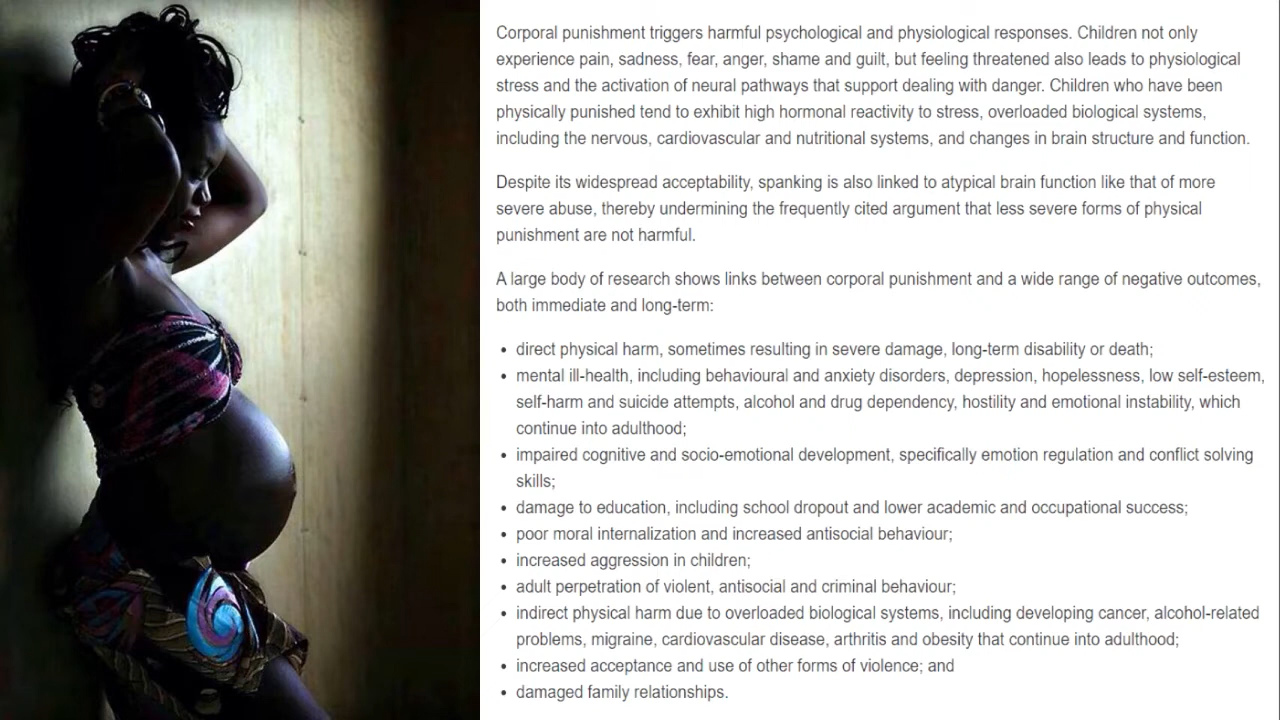 Corporal punishment triggers harmful psychological and physiological responses. Children not only
experience pain, sadness, fear, anger, shame and guilt, but feeling threatened also leads to physiological
stress and the activation of neural pathways that support dealing with danger. Children who have been
physically punished tend to exhibit high hormonal reactivity to stress, overloaded biological systems,
including the nervous, cardiovascular and nutritional systems, and changes in brain structure and function.
Despite its widespread acceptability, spanking is also linked to atypical brain function like that of more
severe abuse, thereby undermining the frequently cited argument that less severe forms of physical
punishment are not harmful.
A large body of research shows links between corporal punishment and a wide range of negative outcomes,
both immediate and long-term:
• direct physical harm, sometimes resulting in severe damage, long-term disability or death;
• mental ill-health, including behavioural and anxiety disorders, depression, hopelessness, low self-esteem,
self-harm and suicide attempts, alcohol and drug dependency, hostility and emotional instability, which
continue into adulthood;
• impaired cognitive and socio-emotional development, specifically emotion regulation and conflict solving
skills;
• damage to education, including school dropout and lower academic and occupational success;
• poor moral internalization and increased antisocial behaviour;
• increased aggression in children;
• adult perpetration of violent, antisocial and criminal behaviour;
• indirect physical harm due to overloaded biological systems, including developing cancer, alcohol-related
problems, migraine, cardiovascular disease, arthritis and obesity that continue into adulthood;
• increased acceptance and use of other forms of violence; and
• damaged family relationships.